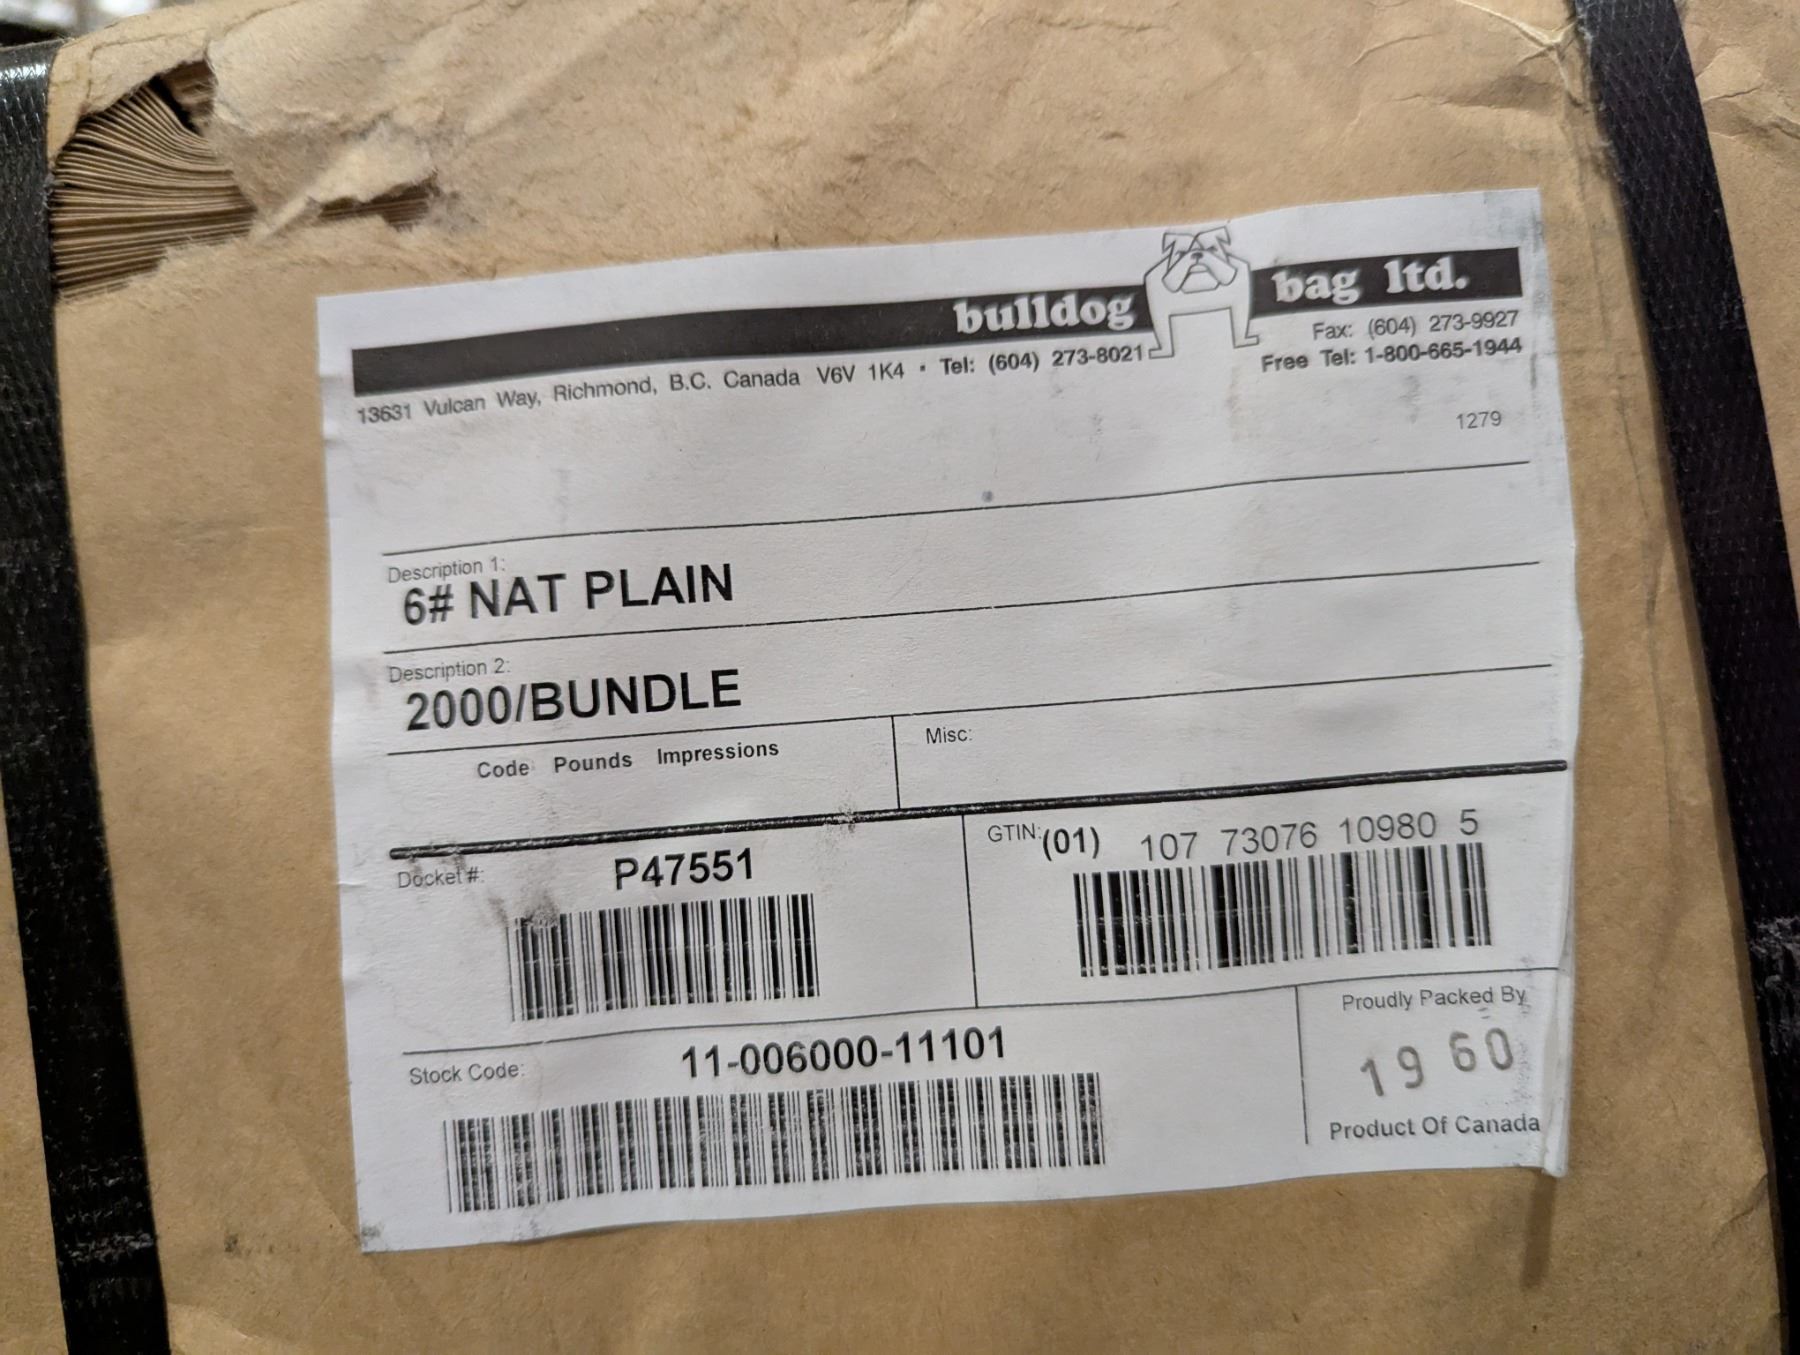 bulldog bag ltd.
13631 Vulcan Way, Richmond, B.C. Canada V6V 1K4 • Tel: (604) 273-8021
Fax: (604) 273-9927
Free Tel: 1-800-665-1944
1279
Description 1:
6# NAT PLAIN
Description 2:
2000/BUNDLE
Code Pounds Impressions
Misc:
Docket #:
P47551
GTIN:(01) 107 73076 10980 5
Stock Code:
11-006000-11101
Proudly Packed By
1960
Product Of Canada